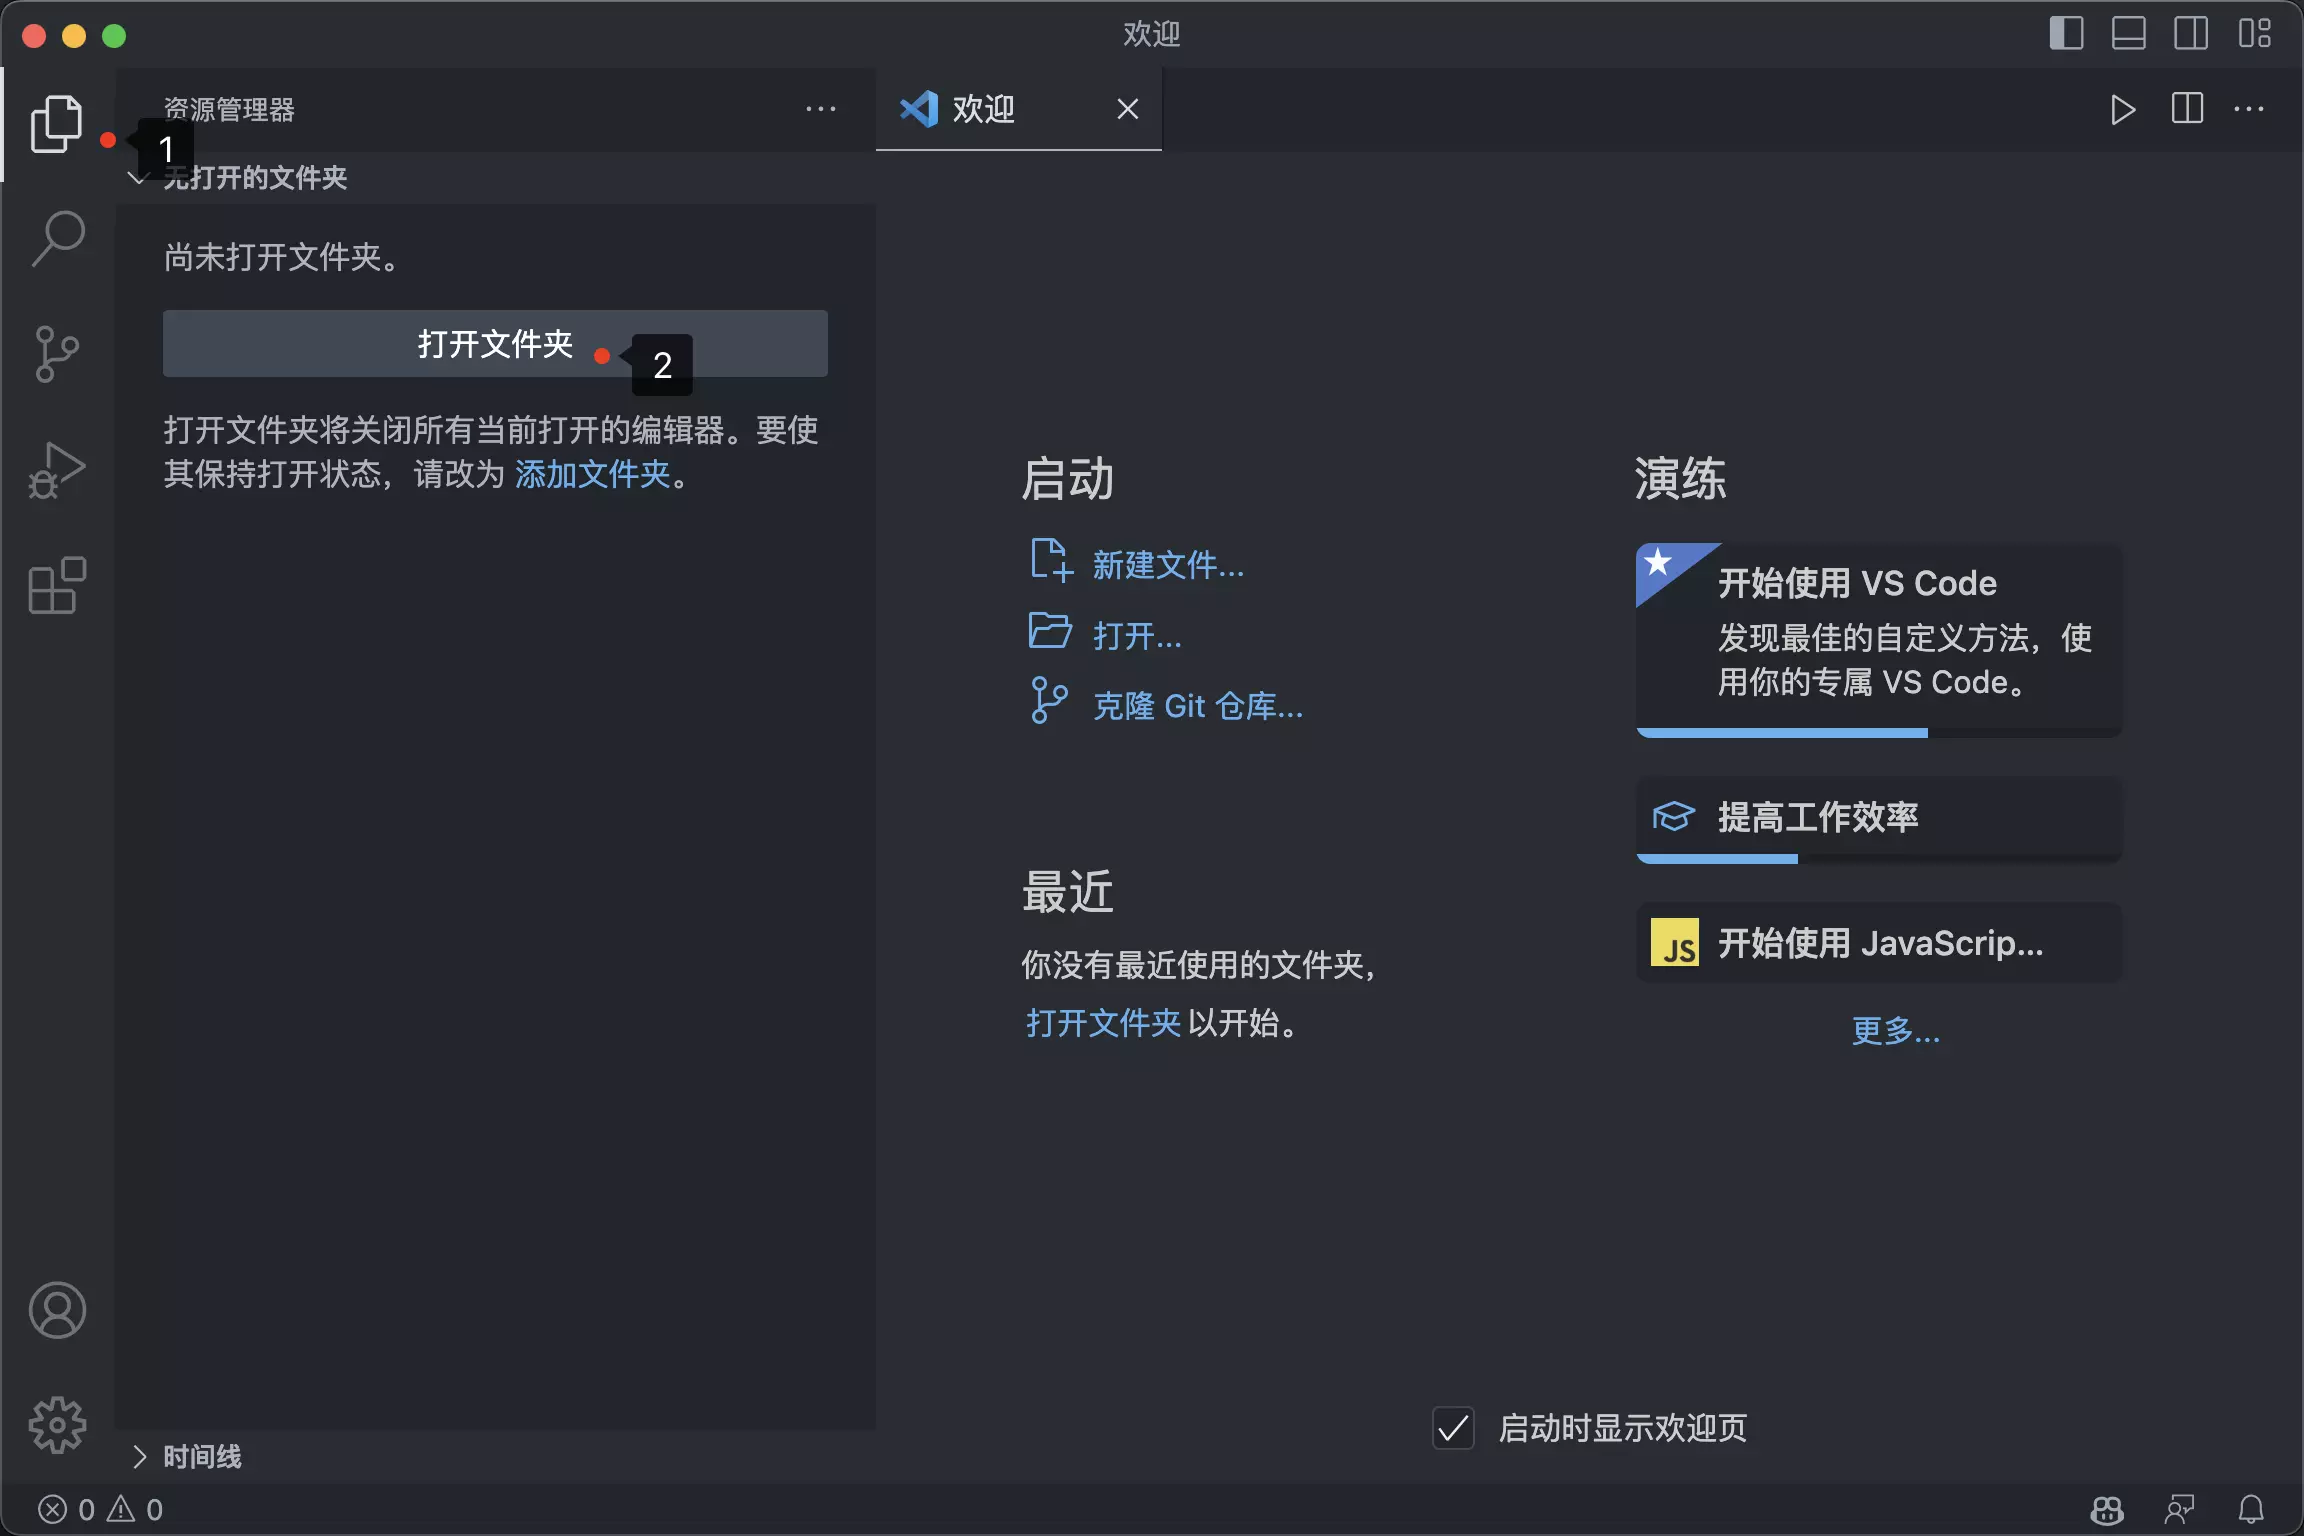 欢迎
资源管理器
1
无打开的文件夹
尚未打开文件夹。
打开文件夹
2
打开文件夹将关闭所有当前打开的编辑器。要使
其保持打开状态，请改为 添加文件夹。
时间线
0 0
欢迎
启动
新建文件...
打开...
克隆 Git 仓库...
最近
你没有最近使用的文件夹，
打开文件夹 以开始。
演练
开始使用 VS Code
发现最佳的自定义方法，使
用你的专属 VS Code。
提高工作效率
JS 开始使用 JavaScrip...
更多...
启动时显示欢迎页